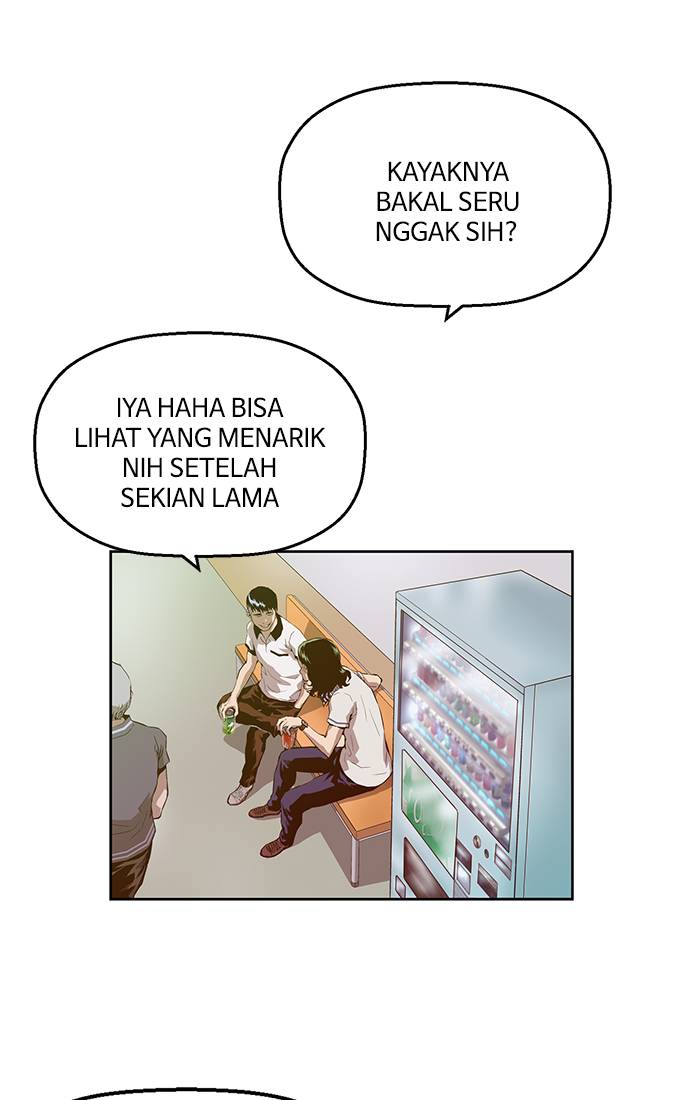 KAYAKNYA
BAKAL SERU
NGGAK SIH?
IYA HAHA BISA
LIHAT YANG MENARIK
NIH SETELAH
SEKIAN LAMA